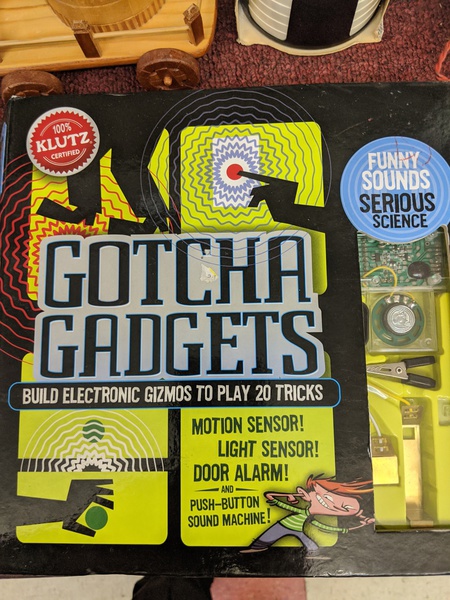 100%
KLUTZ
CERTIFIED
FUNNY
SOUNDS
SERIOUS
SCIENCE
GOTCHA
GADGETS
BUILD ELECTRONIC GIZMOS TO PLAY 20 TRICKS
MOTION SENSOR!
LIGHT SENSOR!
DOOR ALARM!
AND
PUSH-BUTTON
SOUND MACHINE!